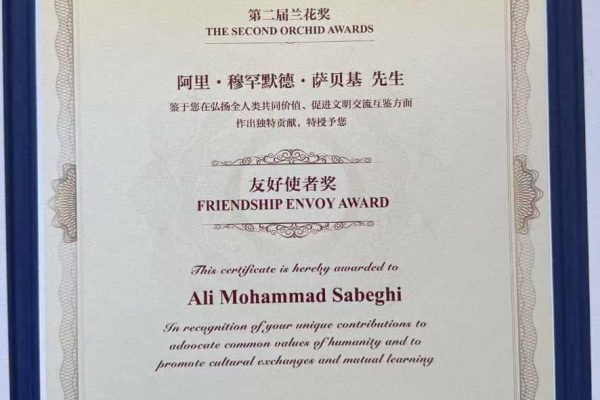 第二届兰花奖
THE SECOND ORCHID AWARDS
阿里·穆罕默德·萨贝基 先生
鉴于您在弘扬全人类共同价值、促进文明交流互鉴方面
作出独特贡献，特授予您
友好使者奖
FRIENDSHIP ENVOY AWARD
This certificate is hereby awarded to
Ali Mohammad Sabeghi
In recognition of your unique contributions to
advocate common values of humanity and to
promote cultural exchanges and mutual learning